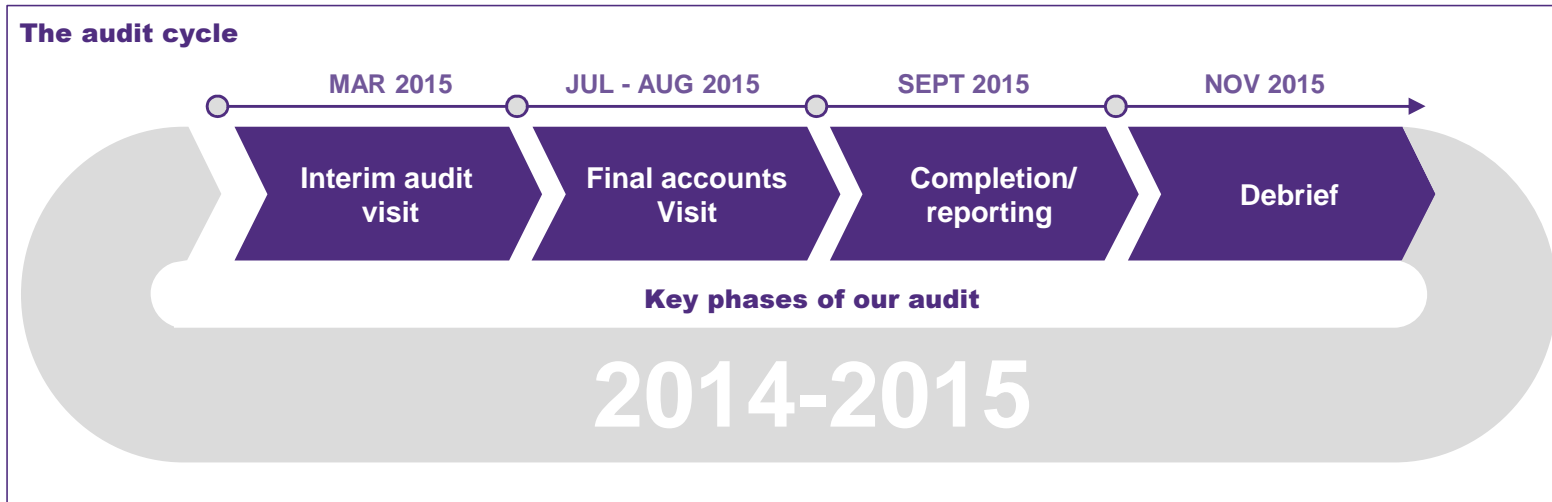 The audit cycle
MAR 2015
JUL - AUG 2015
SEPT 2015
NOV 2015
Interim audit
visit
Final accounts
Visit
Completion/
reporting
Debrief
Key phases of our audit
2014-2015